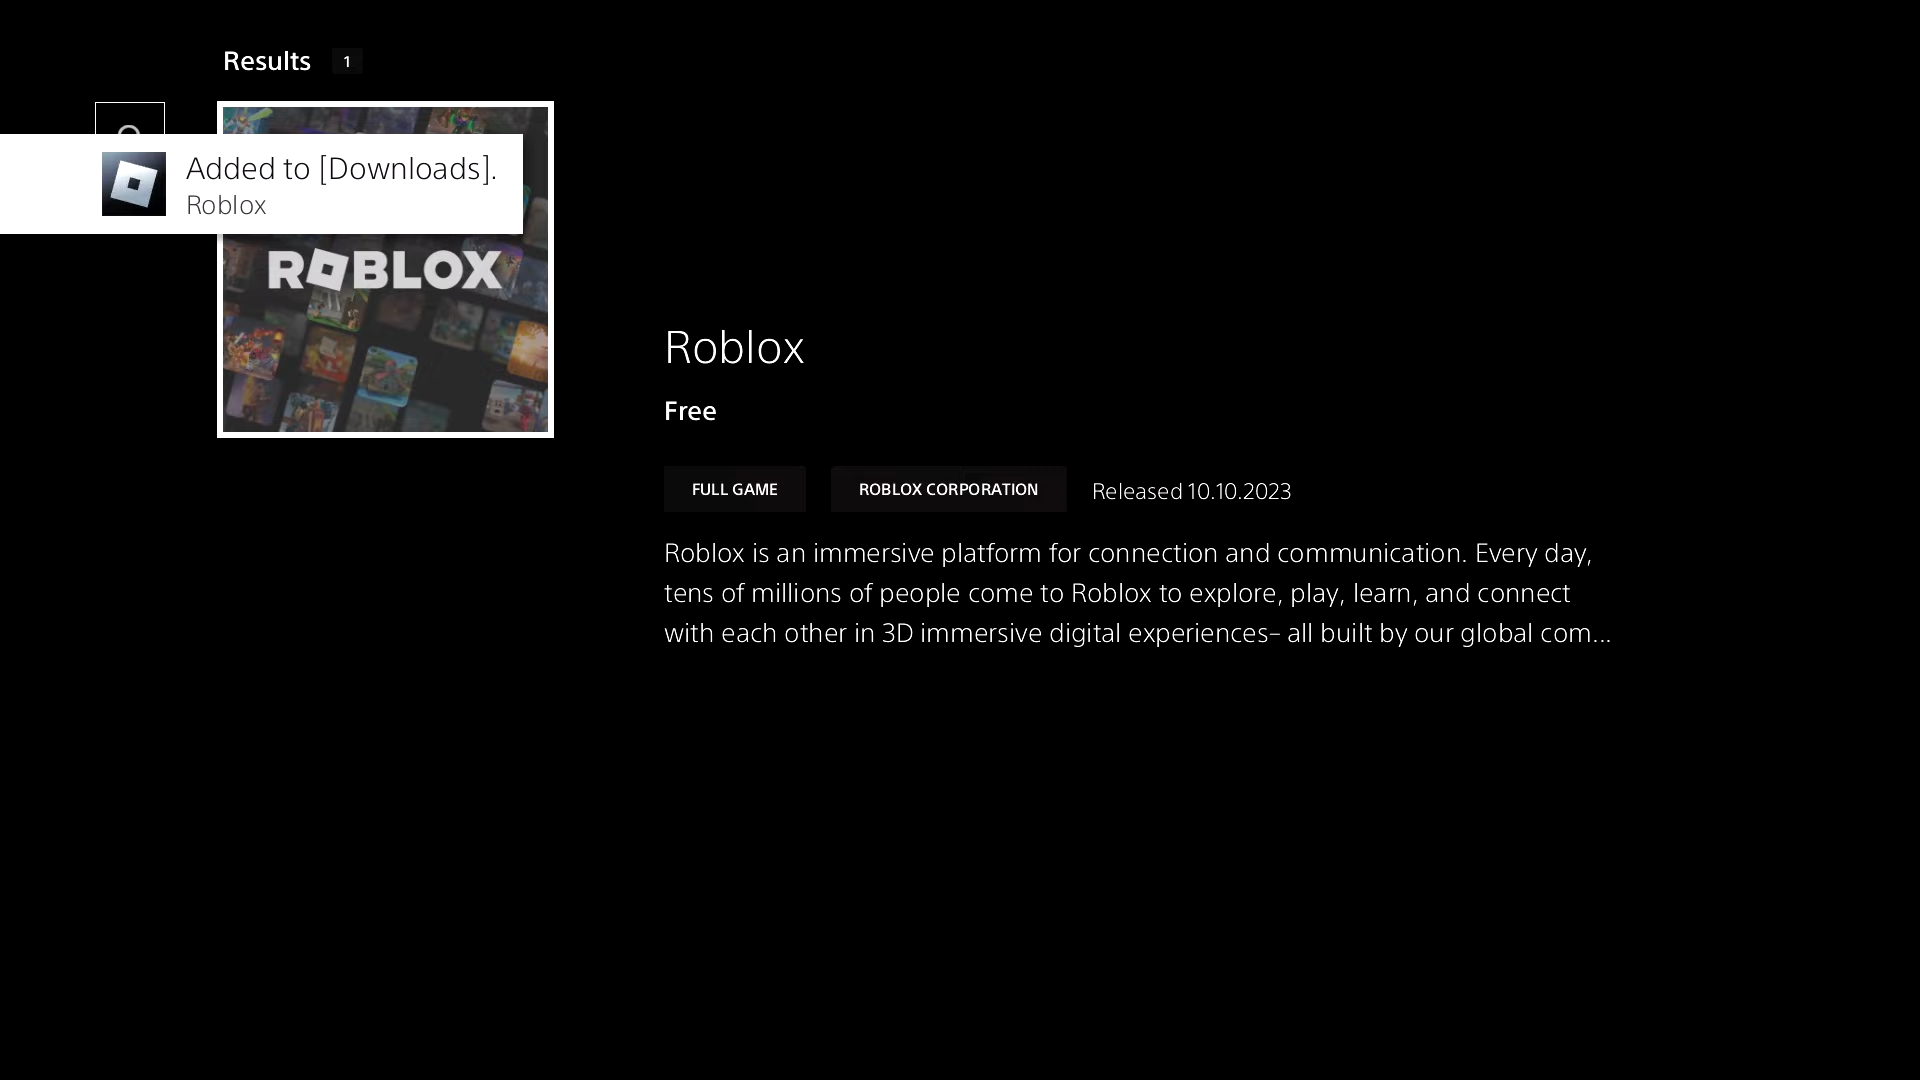 Results 1
Added to [Downloads].
Roblox
ROBLOX
Roblox
Free
FULL GAME ROBLOX CORPORATION Released 10.10.2023
Roblox is an immersive platform for connection and communication. Every day,
tens of millions of people come to Roblox to explore, play, learn, and connect
with each other in 3D immersive digital experiences– all built by our global com...